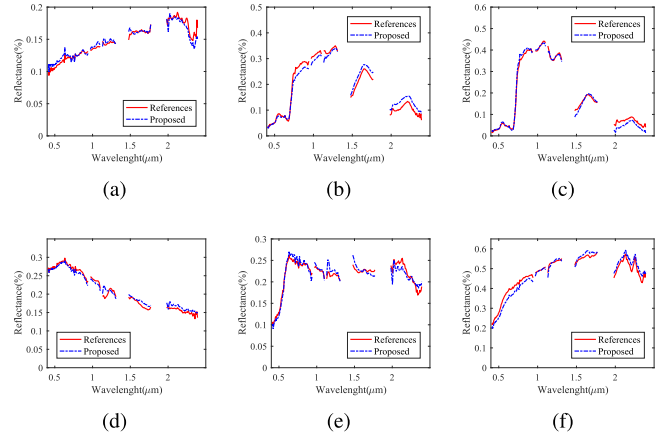 0.2
0.15
0.1
0.05
0
Reflectance(%)
References
Proposed
0.5 1 1.5 2
Wavelenght(μm)
(a)
0.5
0.4
0.3
0.2
0.1
0
Reflectance(%)
References
Proposed
0.5 1 1.5 2
Wavelenght(μm)
(b)
0.6
0.4
0.2
0
Reflectance(%)
References
Proposed
0.5 1 1.5 2
Wavelenght(μm)
(c)
0.3
0.25
0.2
0.15
0.1
0.05
0
Reflectance(%)
References
Proposed
0.5 1 1.5 2
Wavelenght(μm)
(d)
0.3
0.25
0.2
0.15
0.1
0.05
0
Reflectance(%)
References
Proposed
0.5 1 1.5 2
Wavelenght(μm)
(e)
0.6
0.5
0.4
0.3
0.2
0.1
0
Reflectance(%)
References
Proposed
0.5 1 1.5 2
Wavelenght(μm)
(f)